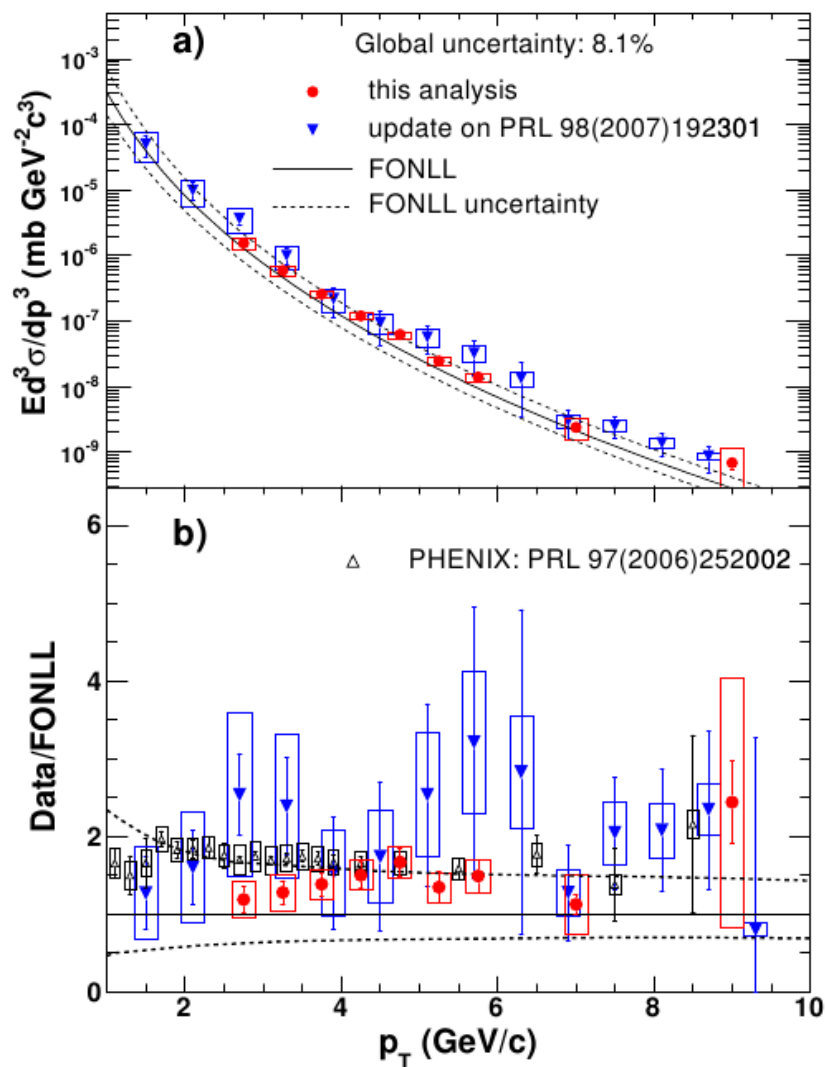 a)
Global uncertainty: 8.1%
this analysis
update on PRL 98(2007)192301
FONLL
FONLL uncertainty
Ed³σ/dp³ (mb GeV⁻²c³)
10⁻³
10⁻⁴
10⁻⁵
10⁻⁶
10⁻⁷
10⁻⁸
10⁻⁹
b)
PHENIX: PRL 97(2006)252002
Data/FONLL
6
4
2
0
2 4 6 8 10
p_T (GeV/c)